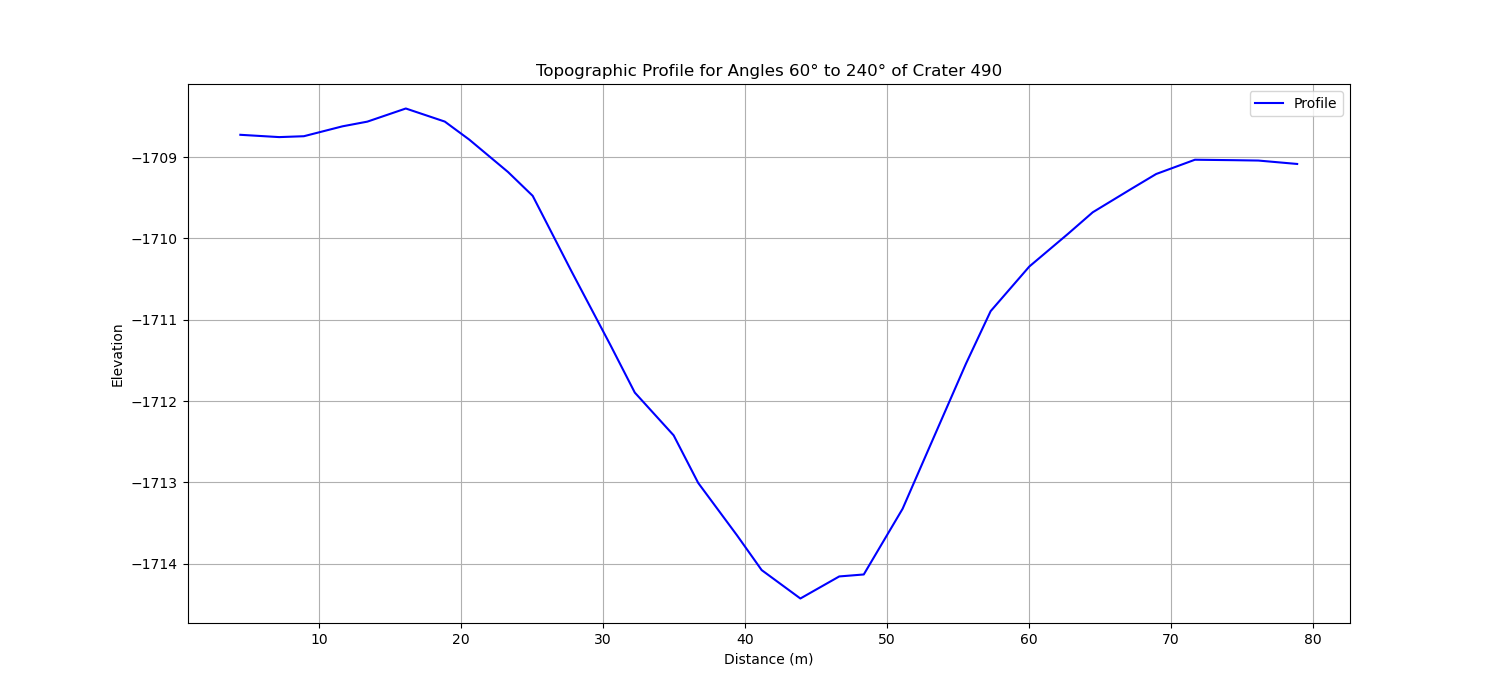 Topographic Profile for Angles 60° to 240° of Crater 490
Profile
−1709
−1710
−1711
−1712
−1713
−1714
Elevation
10 20 30 40 50 60 70 80
Distance (m)